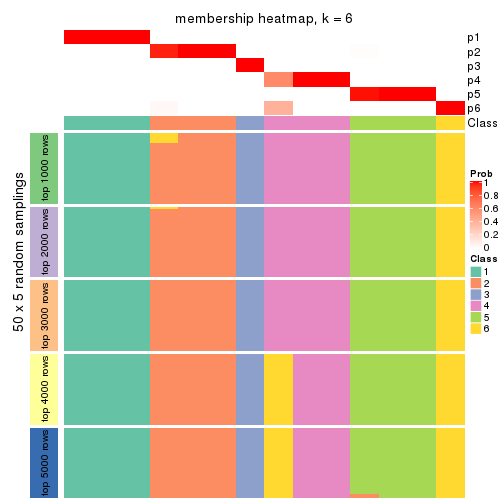 membership heatmap, k = 6
p1
p2
p3
p4
p5
p6
Class
50 x 5 random samplings
top 1000 rows
top 2000 rows
top 3000 rows
top 4000 rows
top 5000 rows
Prob
1
0.8
0.6
0.4
0.2
0
Class
1
2
3
4
5
6